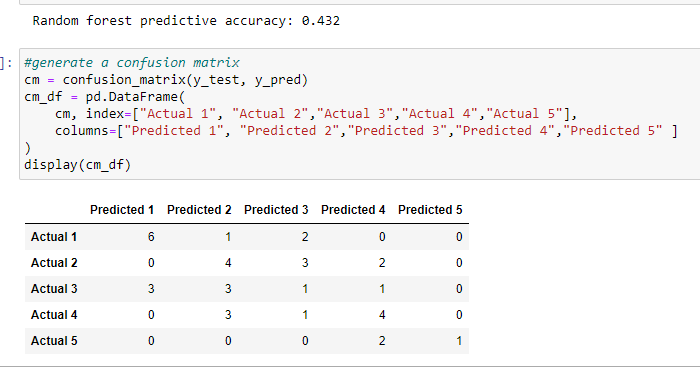 Random forest predictive accuracy: 0.432
]: #generate a confusion matrix
cm = confusion_matrix(y_test, y_pred)
cm_df = pd.DataFrame(
cm, index=["Actual 1", "Actual 2","Actual 3","Actual 4","Actual 5"],
columns=["Predicted 1", "Predicted 2","Predicted 3","Predicted 4","Predicted 5" ]
)
display(cm_df)
Predicted 1 Predicted 2 Predicted 3 Predicted 4 Predicted 5
Actual 1 6 1 2 0 0
Actual 2 0 4 3 2 0
Actual 3 3 3 1 1 0
Actual 4 0 3 1 4 0
Actual 5 0 0 0 2 1